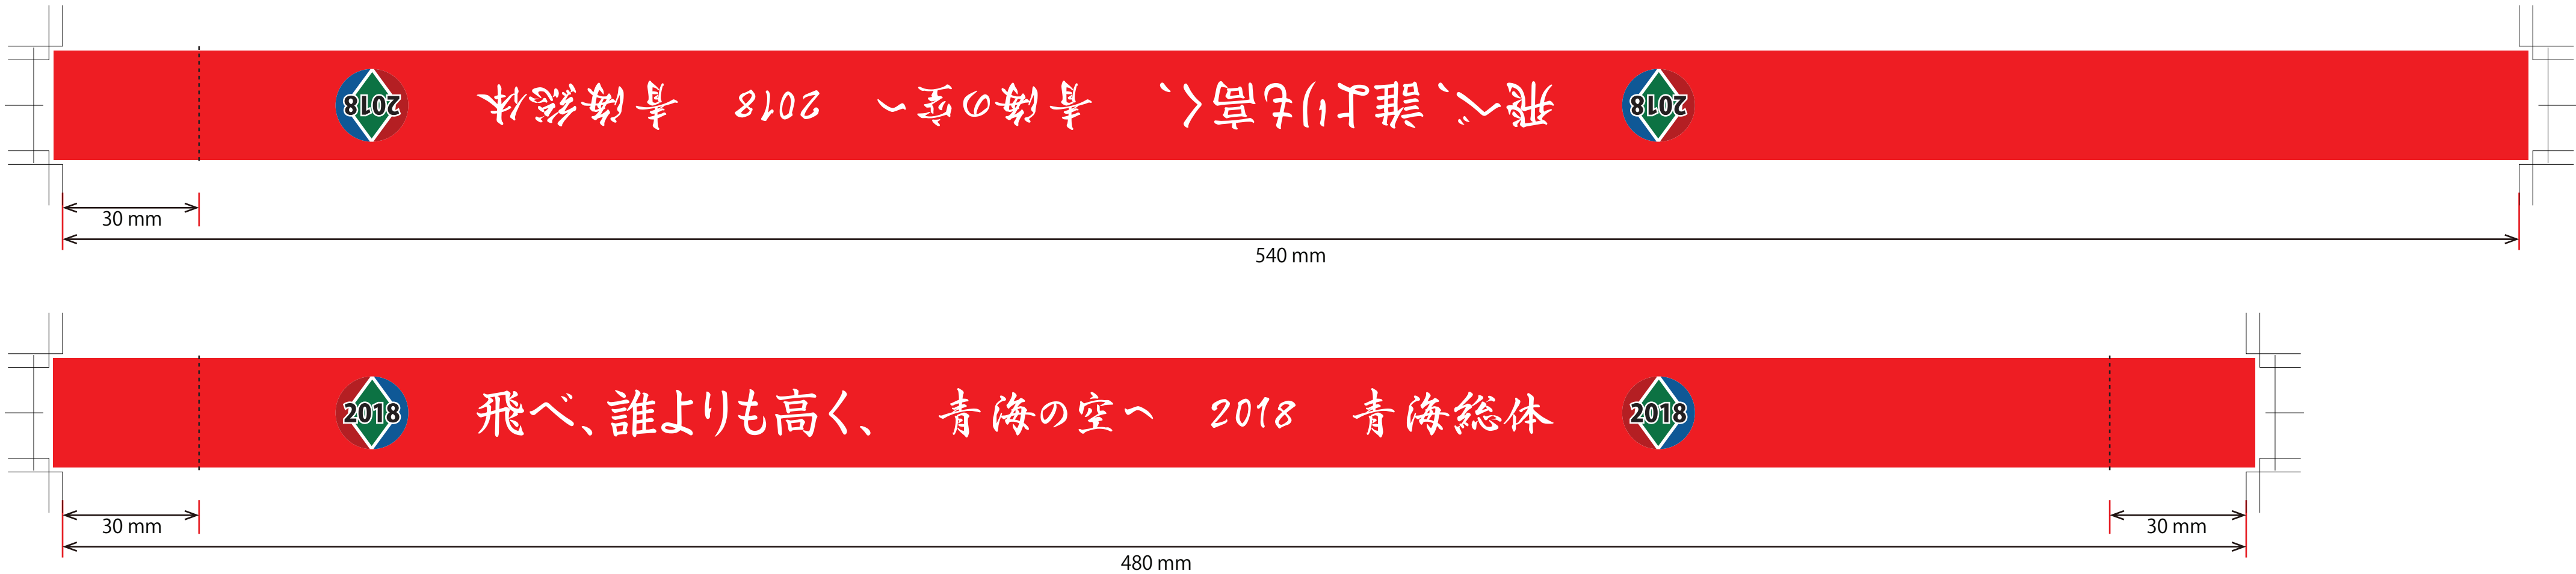 2018 飛べ、誰よりも高く、 青海の空へ 2018 青海総体 2018
30 mm
540 mm
2018 飛べ、誰よりも高く、 青海の空へ 2018 青海総体 2018
30 mm 30 mm
480 mm